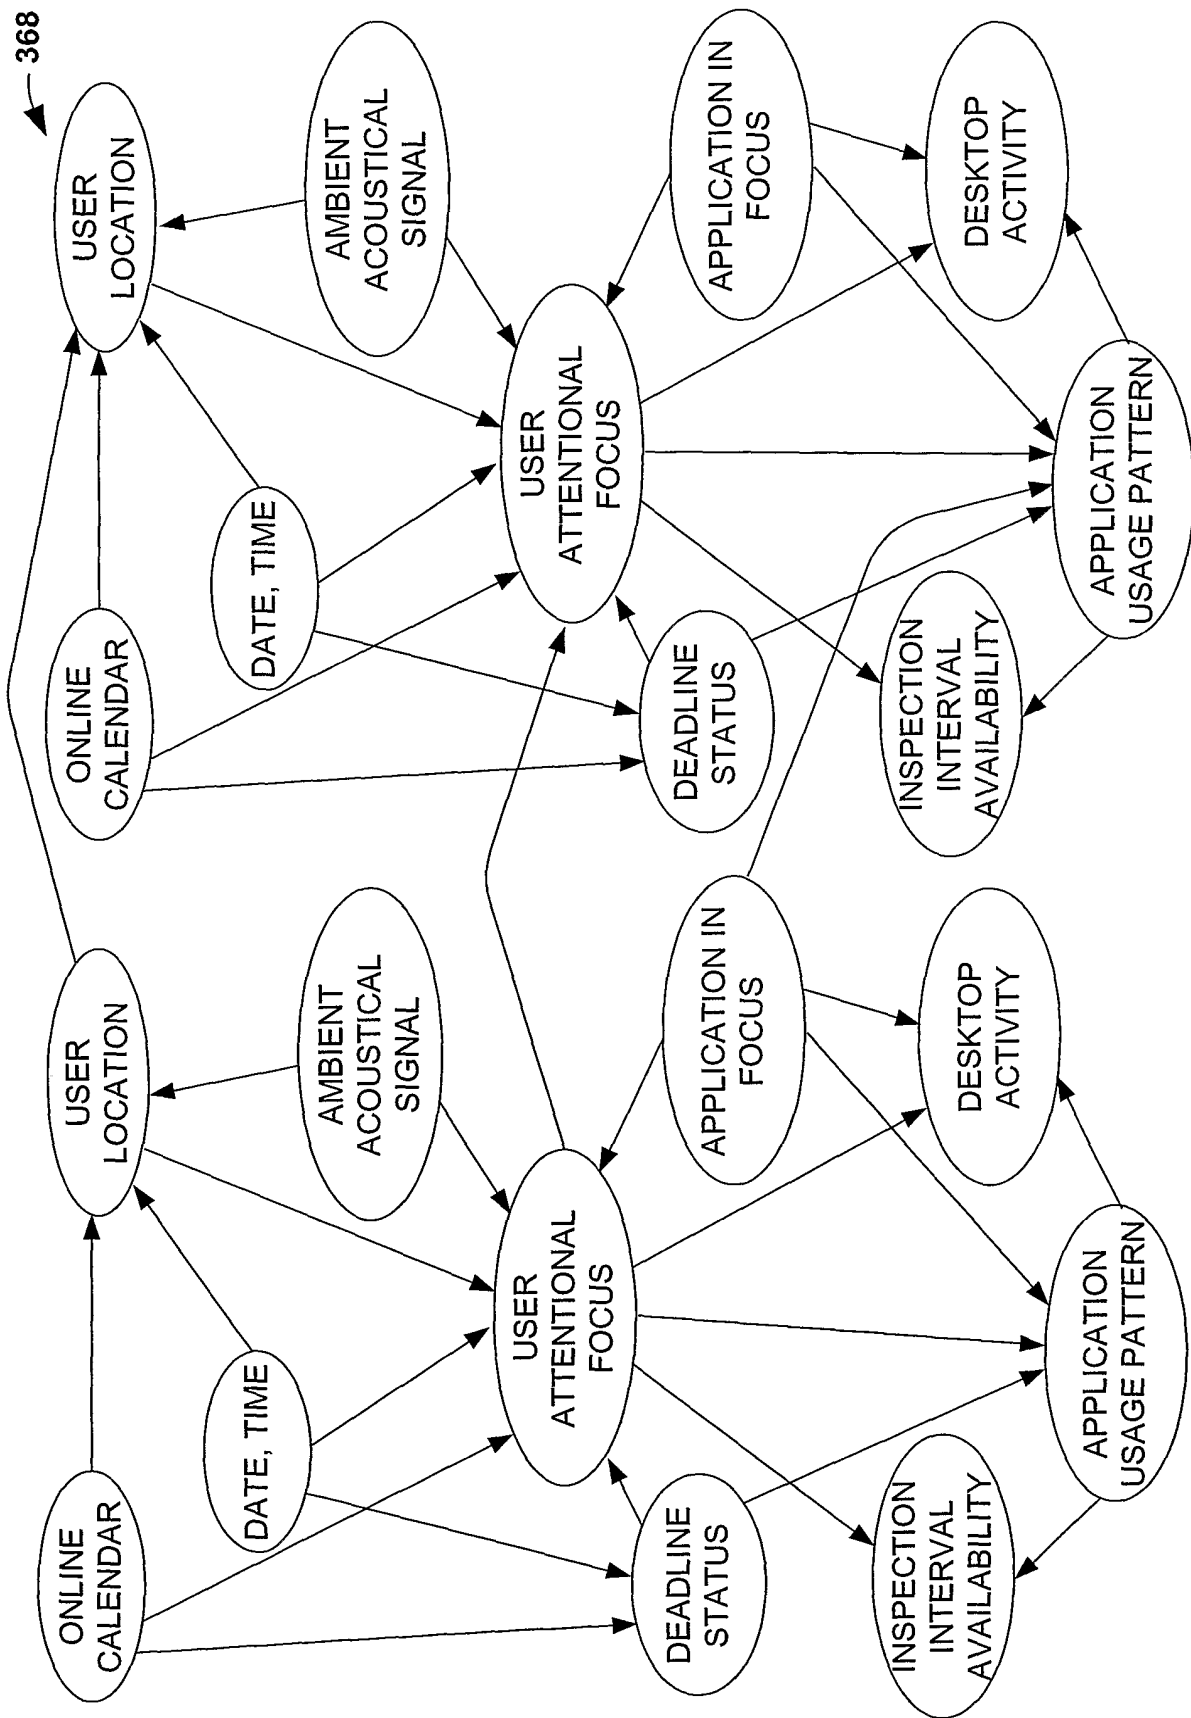 368
ONLINE
CALENDAR
USER
LOCATION
DATE, TIME
AMBIENT
ACOUSTICAL
SIGNAL
USER
ATTENTIONAL
FOCUS
DEADLINE
STATUS
APPLICATION IN
FOCUS
INSPECTION
INTERVAL
AVAILABILITY
DESKTOP
ACTIVITY
APPLICATION
USAGE PATTERN
ONLINE
CALENDAR
USER
LOCATION
DATE, TIME
AMBIENT
ACOUSTICAL
SIGNAL
USER
ATTENTIONAL
FOCUS
DEADLINE
STATUS
APPLICATION IN
FOCUS
INSPECTION
INTERVAL
AVAILABILITY
DESKTOP
ACTIVITY
APPLICATION
USAGE PATTERN